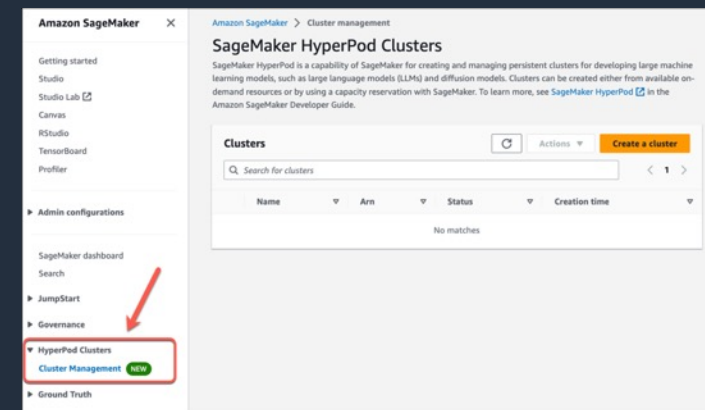 Amazon SageMaker
Getting started
Studio
Studio Lab
Canvas
RStudio
TensorBoard
Profiler
Admin configurations
SageMaker dashboard
Search
JumpStart
Governance
HyperPod Clusters
Cluster Management NEW
Ground Truth
Amazon SageMaker > Cluster management
SageMaker HyperPod Clusters
SageMaker HyperPod is a capability of SageMaker for creating and managing persistent clusters for developing large machine
learning models, such as large language models (LLMs) and diffusion models. Clusters can be created either from available on-
demand resources or by using a capacity reservation with SageMaker. To learn more, see SageMaker HyperPod in the
Amazon SageMaker Developer Guide.
Clusters
Actions
Create a cluster
Search for clusters
< 1 >
Name Arn Status Creation time
No matches